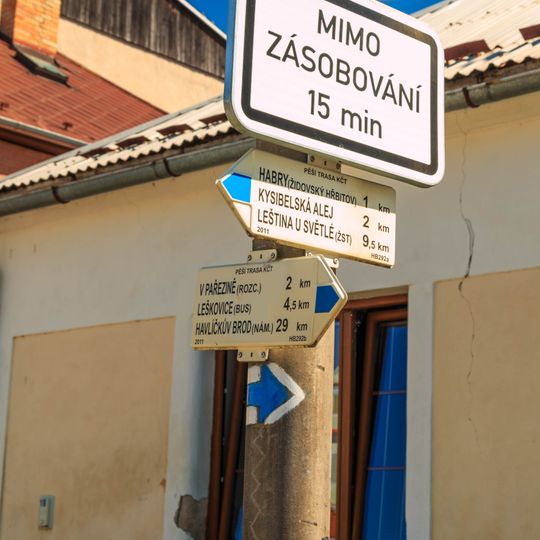 MIMO
ZÁSOBOVÁNÍ
15 min
PĚŠÍ TRASA KČT
HABRY (ŽIDOVSKÝ HŘBITOV) 1 km
KYSIBELSKÁ ALEJ 2 km
LEŠTINA U SVĚTLÉ (ŽST) 9,5 km
2011 HB292a
PĚŠÍ TRASA KČT
V PAŘEZINĚ (ROZC.) 2 km
LEŠKOVICE (BUS) 4,5 km
HAVLÍČKŮV BROD (NÁM.) 29 km
2011 HB292b